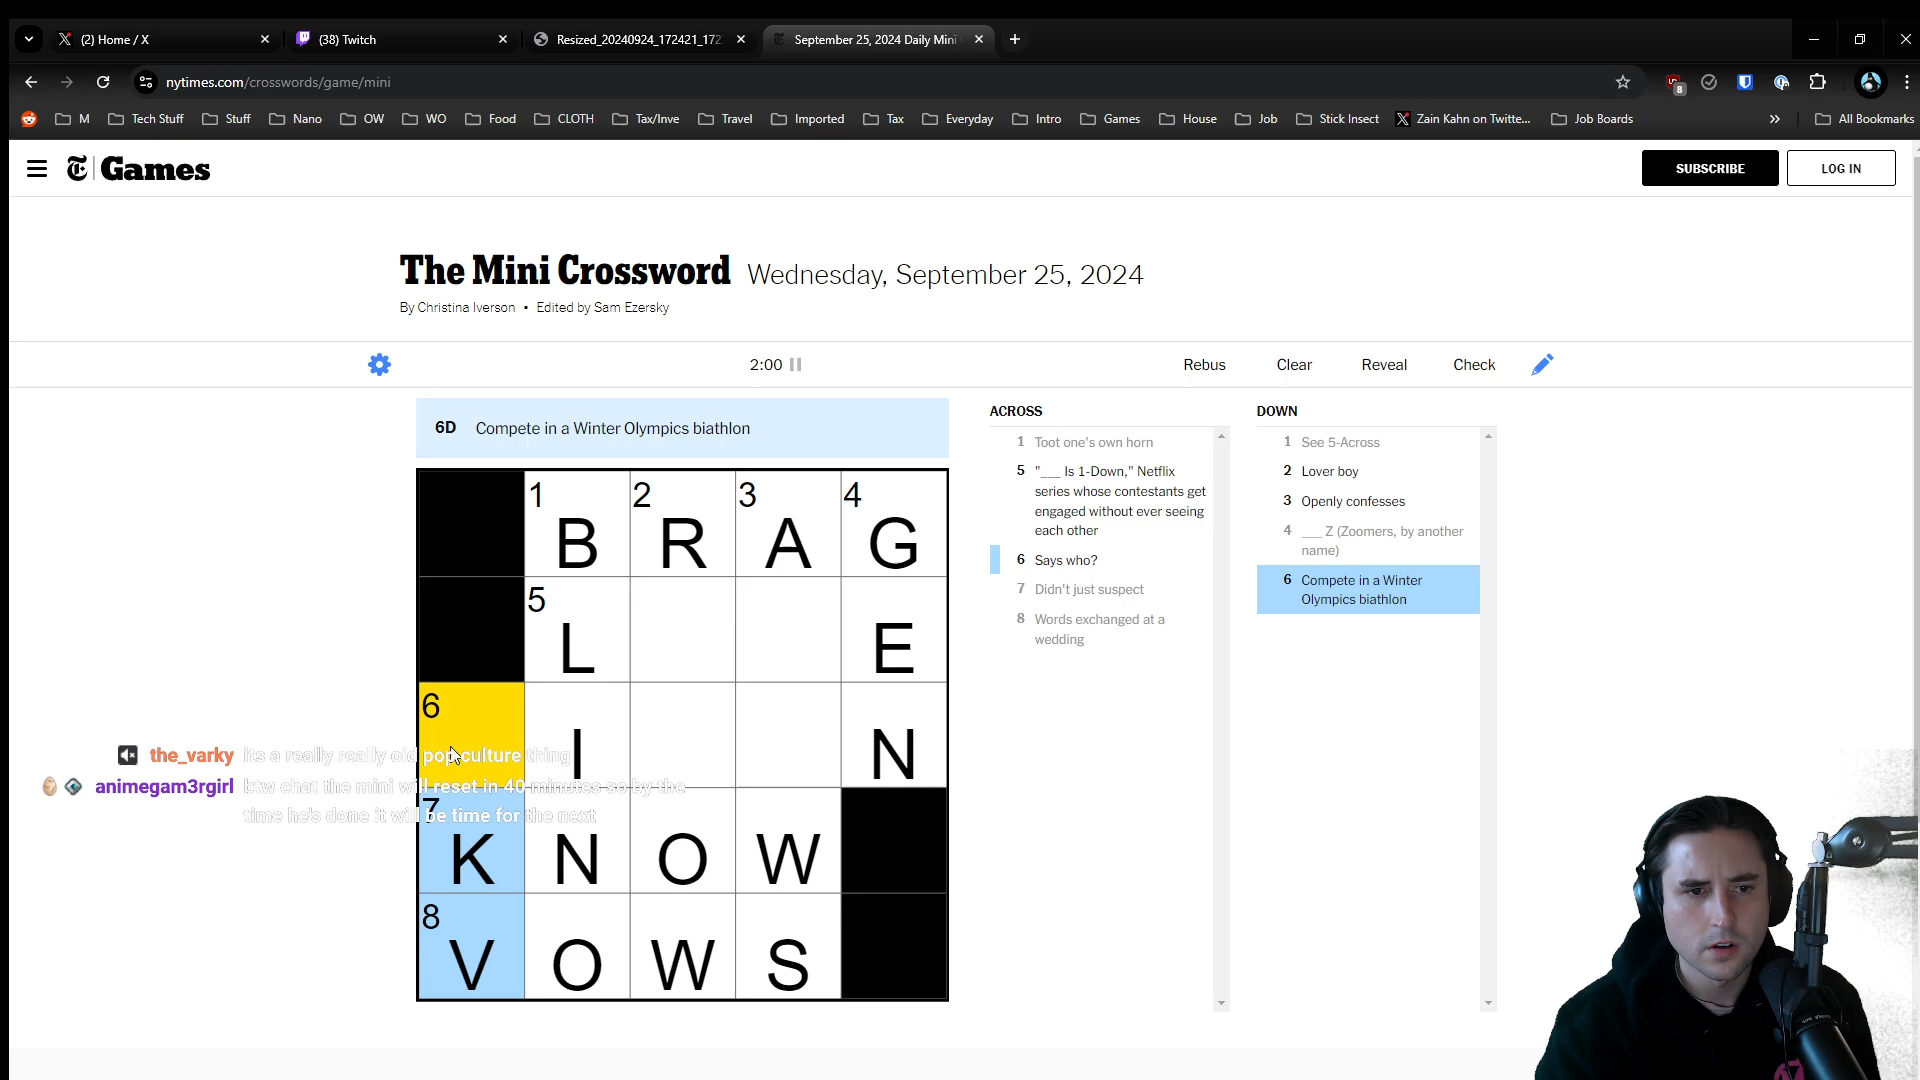 (2) Home / X
(38) Twitch
Resized_20240924_172421_172
September 25, 2024 Daily Mini
nytimes.com/crosswords/game/mini
8
M
Tech Stuff
Stuff
Nano
OW
WO
Food
CLOTH
Tax/Inve
Travel
Imported
Tax
Everyday
Intro
Games
House
Job
Stick Insect
Zain Kahn on Twitte...
Job Boards
»
All Bookmarks
T Games
SUBSCRIBE
LOG IN
The Mini Crossword Wednesday, September 25, 2024
By Christina Iverson • Edited by Sam Ezersky
2:00
Rebus
Clear
Reveal
Check
6D Compete in a Winter Olympics biathlon
1 2 3 4
B R A G
5
L E
6
I N
7
K N O W
8
V O W S
the_varky its a really really old pop culture thing
animegam3rgirl btw chat the mini will reset in 40 minutes so by the
time he's done it will be time for the next
ACROSS
1 Toot one's own horn
5 "___ Is 1-Down," Netflix
series whose contestants get
engaged without ever seeing
each other
6 Says who?
7 Didn't just suspect
8 Words exchanged at a
wedding
DOWN
1 See 5-Across
2 Lover boy
3 Openly confesses
4 ___ Z (Zoomers, by another
name)
6 Compete in a Winter
Olympics biathlon